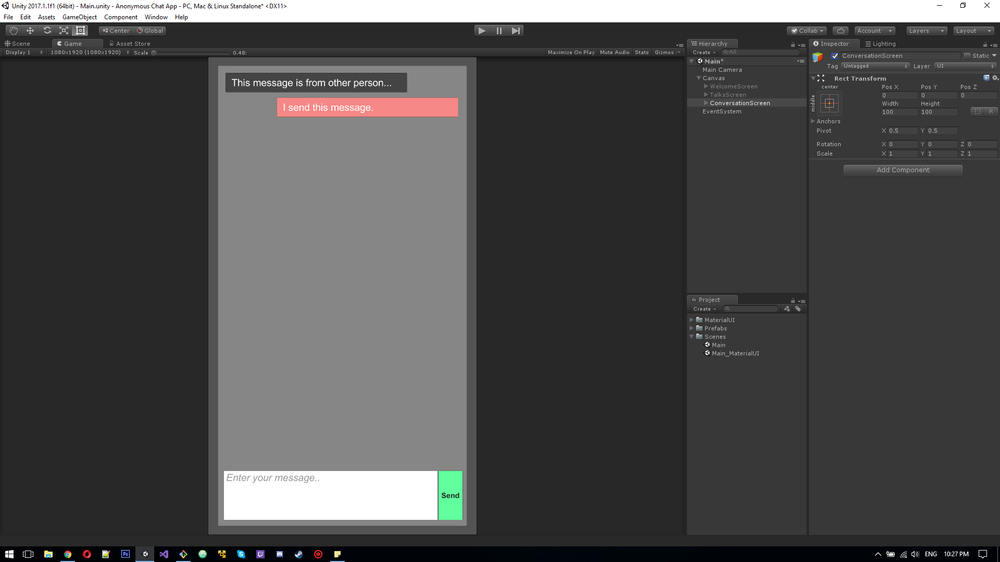 Unity 2017.1.1f1 (64bit) - Main.unity - Anonymous Chat App - PC, Mac & Linux Standalone* <DX11>
File Edit Assets GameObject Component Window Help
Center Global Collab Account Layers Layout
Scene Game Asset Store
Display 1 1080x1920 (1080x1920) Scale 0.48: Maximize On Play Mute Audio Stats Gizmos
This message is from other person...
I send this message.
Enter your message..
Send
Hierarchy
Create All
Main*
Main Camera
Canvas
WelcomeScreen
TalksScreen
ConversationScreen
EventSystem
Project
Create
MaterialUI
Prefabs
Scenes
Main
Main_MaterialUI
Inspector Lighting
ConversationScreen Static
Tag Untagged Layer UI
Rect Transform
center Pos X Pos Y Pos Z
middle 0 0 0
Width Height
100 100 R
Anchors
Pivot X 0.5 Y 0.5
Rotation X 0 Y 0 Z 0
Scale X 1 Y 1 Z 1
Add Component
Ps ENG 10:27 PM